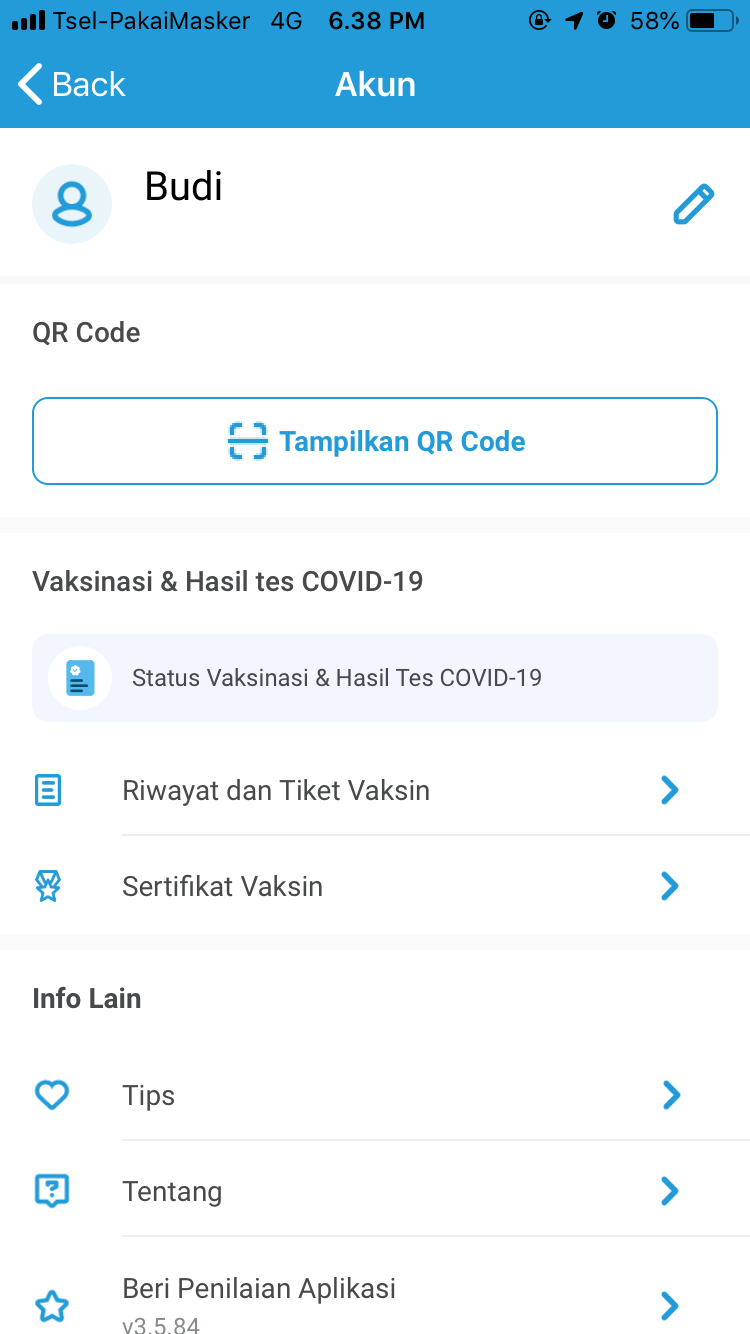 Tsel-PakaiMasker 4G 6.38 PM 58%
Back Akun
Budi
QR Code
Tampilkan QR Code
Vaksinasi & Hasil tes COVID-19
Status Vaksinasi & Hasil Tes COVID-19
Riwayat dan Tiket Vaksin
Sertifikat Vaksin
Info Lain
Tips
Tentang
Beri Penilaian Aplikasi
v3.5.84